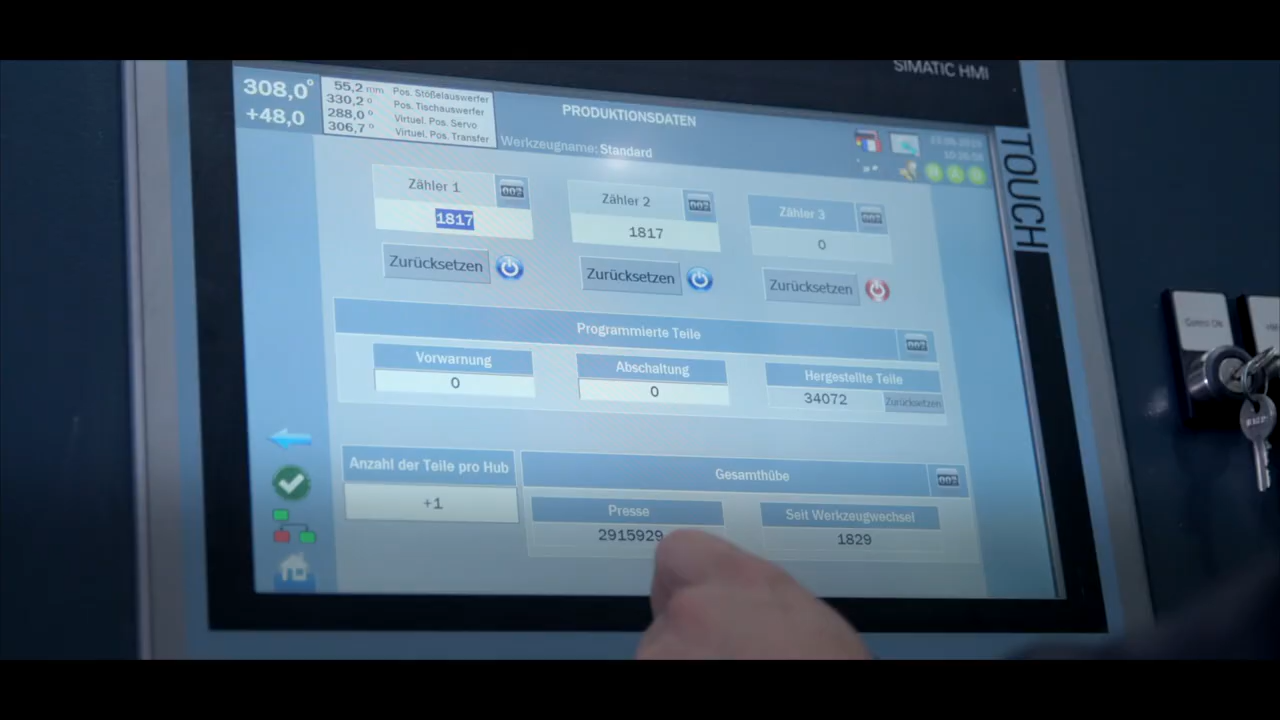 SIMATIC HMI
TOUCH
308,0°
+48,0
55,2 mm Pos. Stößelauswerfer
330,2 ° Pos. Tischauswerfer
288,0 ° Virtuel. Pos. Servo
306,7 ° Virtuel. Pos. Transfer
PRODUKTIONSDATEN
Werkzeugname: Standard
Zähler 1
1817
Zurücksetzen
Zähler 2
1817
Zurücksetzen
Zähler 3
0
Zurücksetzen
Programmierte Teile
Vorwarnung
0
Abschaltung
0
Hergestellte Teile
34072 Zurücksetzen
Anzahl der Teile pro Hub
+1
Gesamthübe
Presse
2915929
Seit Werkzeugwechsel
1829
Control ON